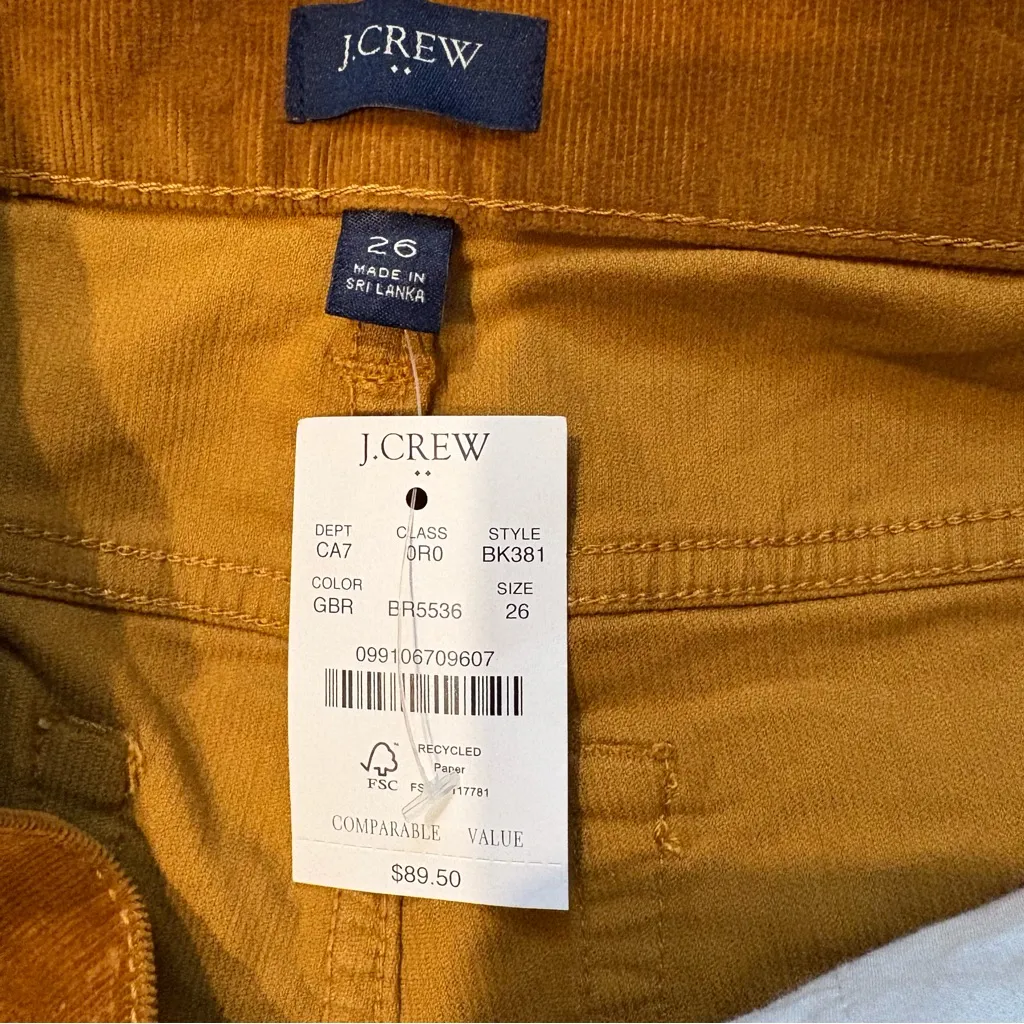 J.CREW
26
MADE IN
SRI LANKA
J.CREW
DEPT CLASS STYLE
CA7 0R0 BK381
COLOR SIZE
GBR BR5536 26
099106709607
RECYCLED
Paper
FSC
COMPARABLE VALUE
$89.50